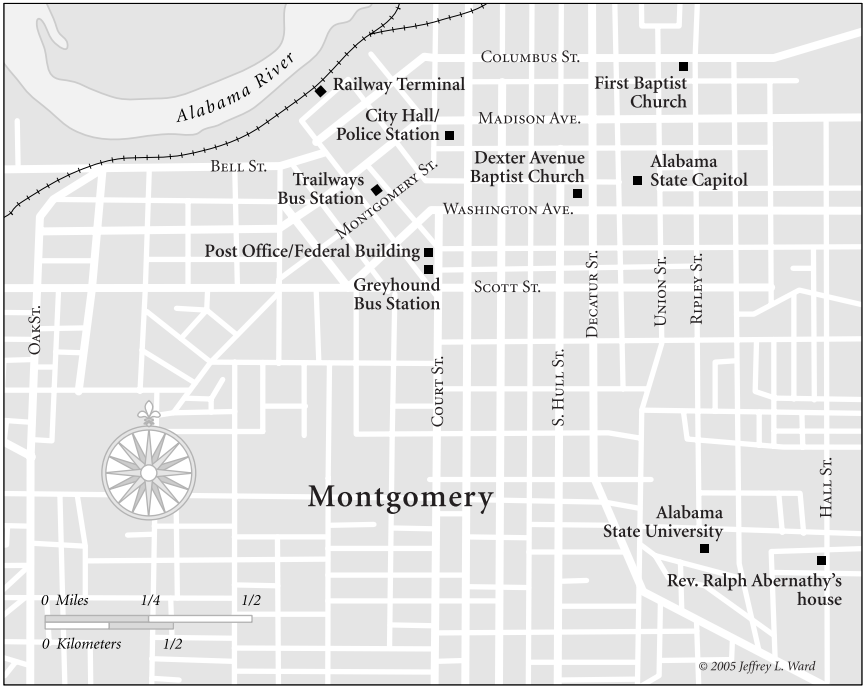 COLUMBUS ST.
Alabama River
Railway Terminal
First Baptist
Church
City Hall/
Police Station
MADISON AVE.
BELL ST.
Dexter Avenue
Baptist Church
Alabama
State Capitol
Trailways
Bus Station
MONTGOMERY ST.
WASHINGTON AVE.
Post Office/Federal Building
Greyhound
Bus Station
SCOTT ST.
DECATUR ST.
UNION ST.
RIPLEY ST.
OAK ST.
COURT ST.
S. HULL ST.
HALL ST.
Montgomery
Alabama
State University
Rev. Ralph Abernathy's
house
0 Miles 1/4 1/2
0 Kilometers 1/2
© 2005 Jeffrey L. Ward